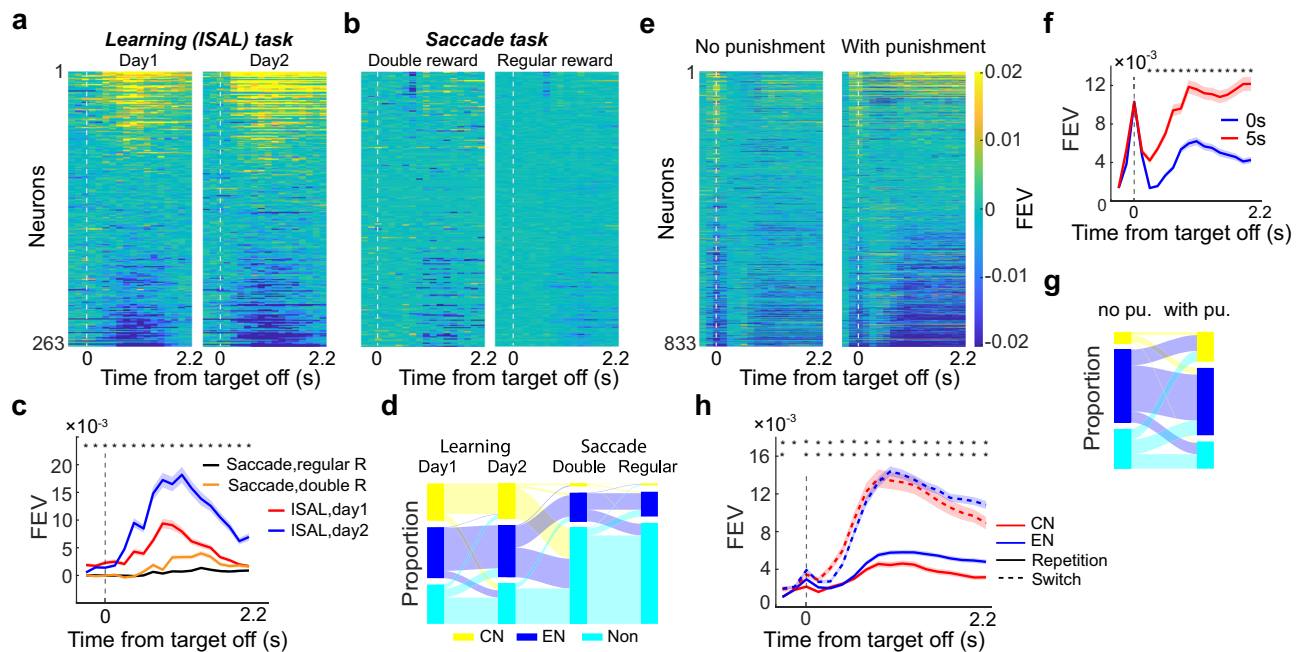 a
Learning (ISAL) task
Day1
Day2
1
Neurons
263
0
2.2
0
2.2
Time from target off (s)
b
Saccade task
Double reward
Regular reward
0
2.2
0
2.2
Time from target off (s)
e
No punishment
With punishment
1
Neurons
833
0
2.2
0
2.2
Time from target off (s)
0.02
0.01
0
-0.01
-0.02
FEV
f
×10⁻³
* * * * * * * * * * * * * *
12
8
4
0
FEV
0s
5s
0
2.2
Time from target off (s)
g
no pu.
with pu.
Proportion
c
×10⁻³
* * * * * * * * * * * * * * * * * *
20
15
10
5
0
FEV
Saccade,regular R
Saccade,double R
ISAL,day1
ISAL,day2
0
2.2
Time from target off (s)
d
Learning
Saccade
Day1
Day2
Double
Regular
Proportion
CN
EN
Non
h
×10⁻³
16
12
8
4
0
FEV
CN
EN
Repetition
Switch
0
2.2
Time from target off (s)